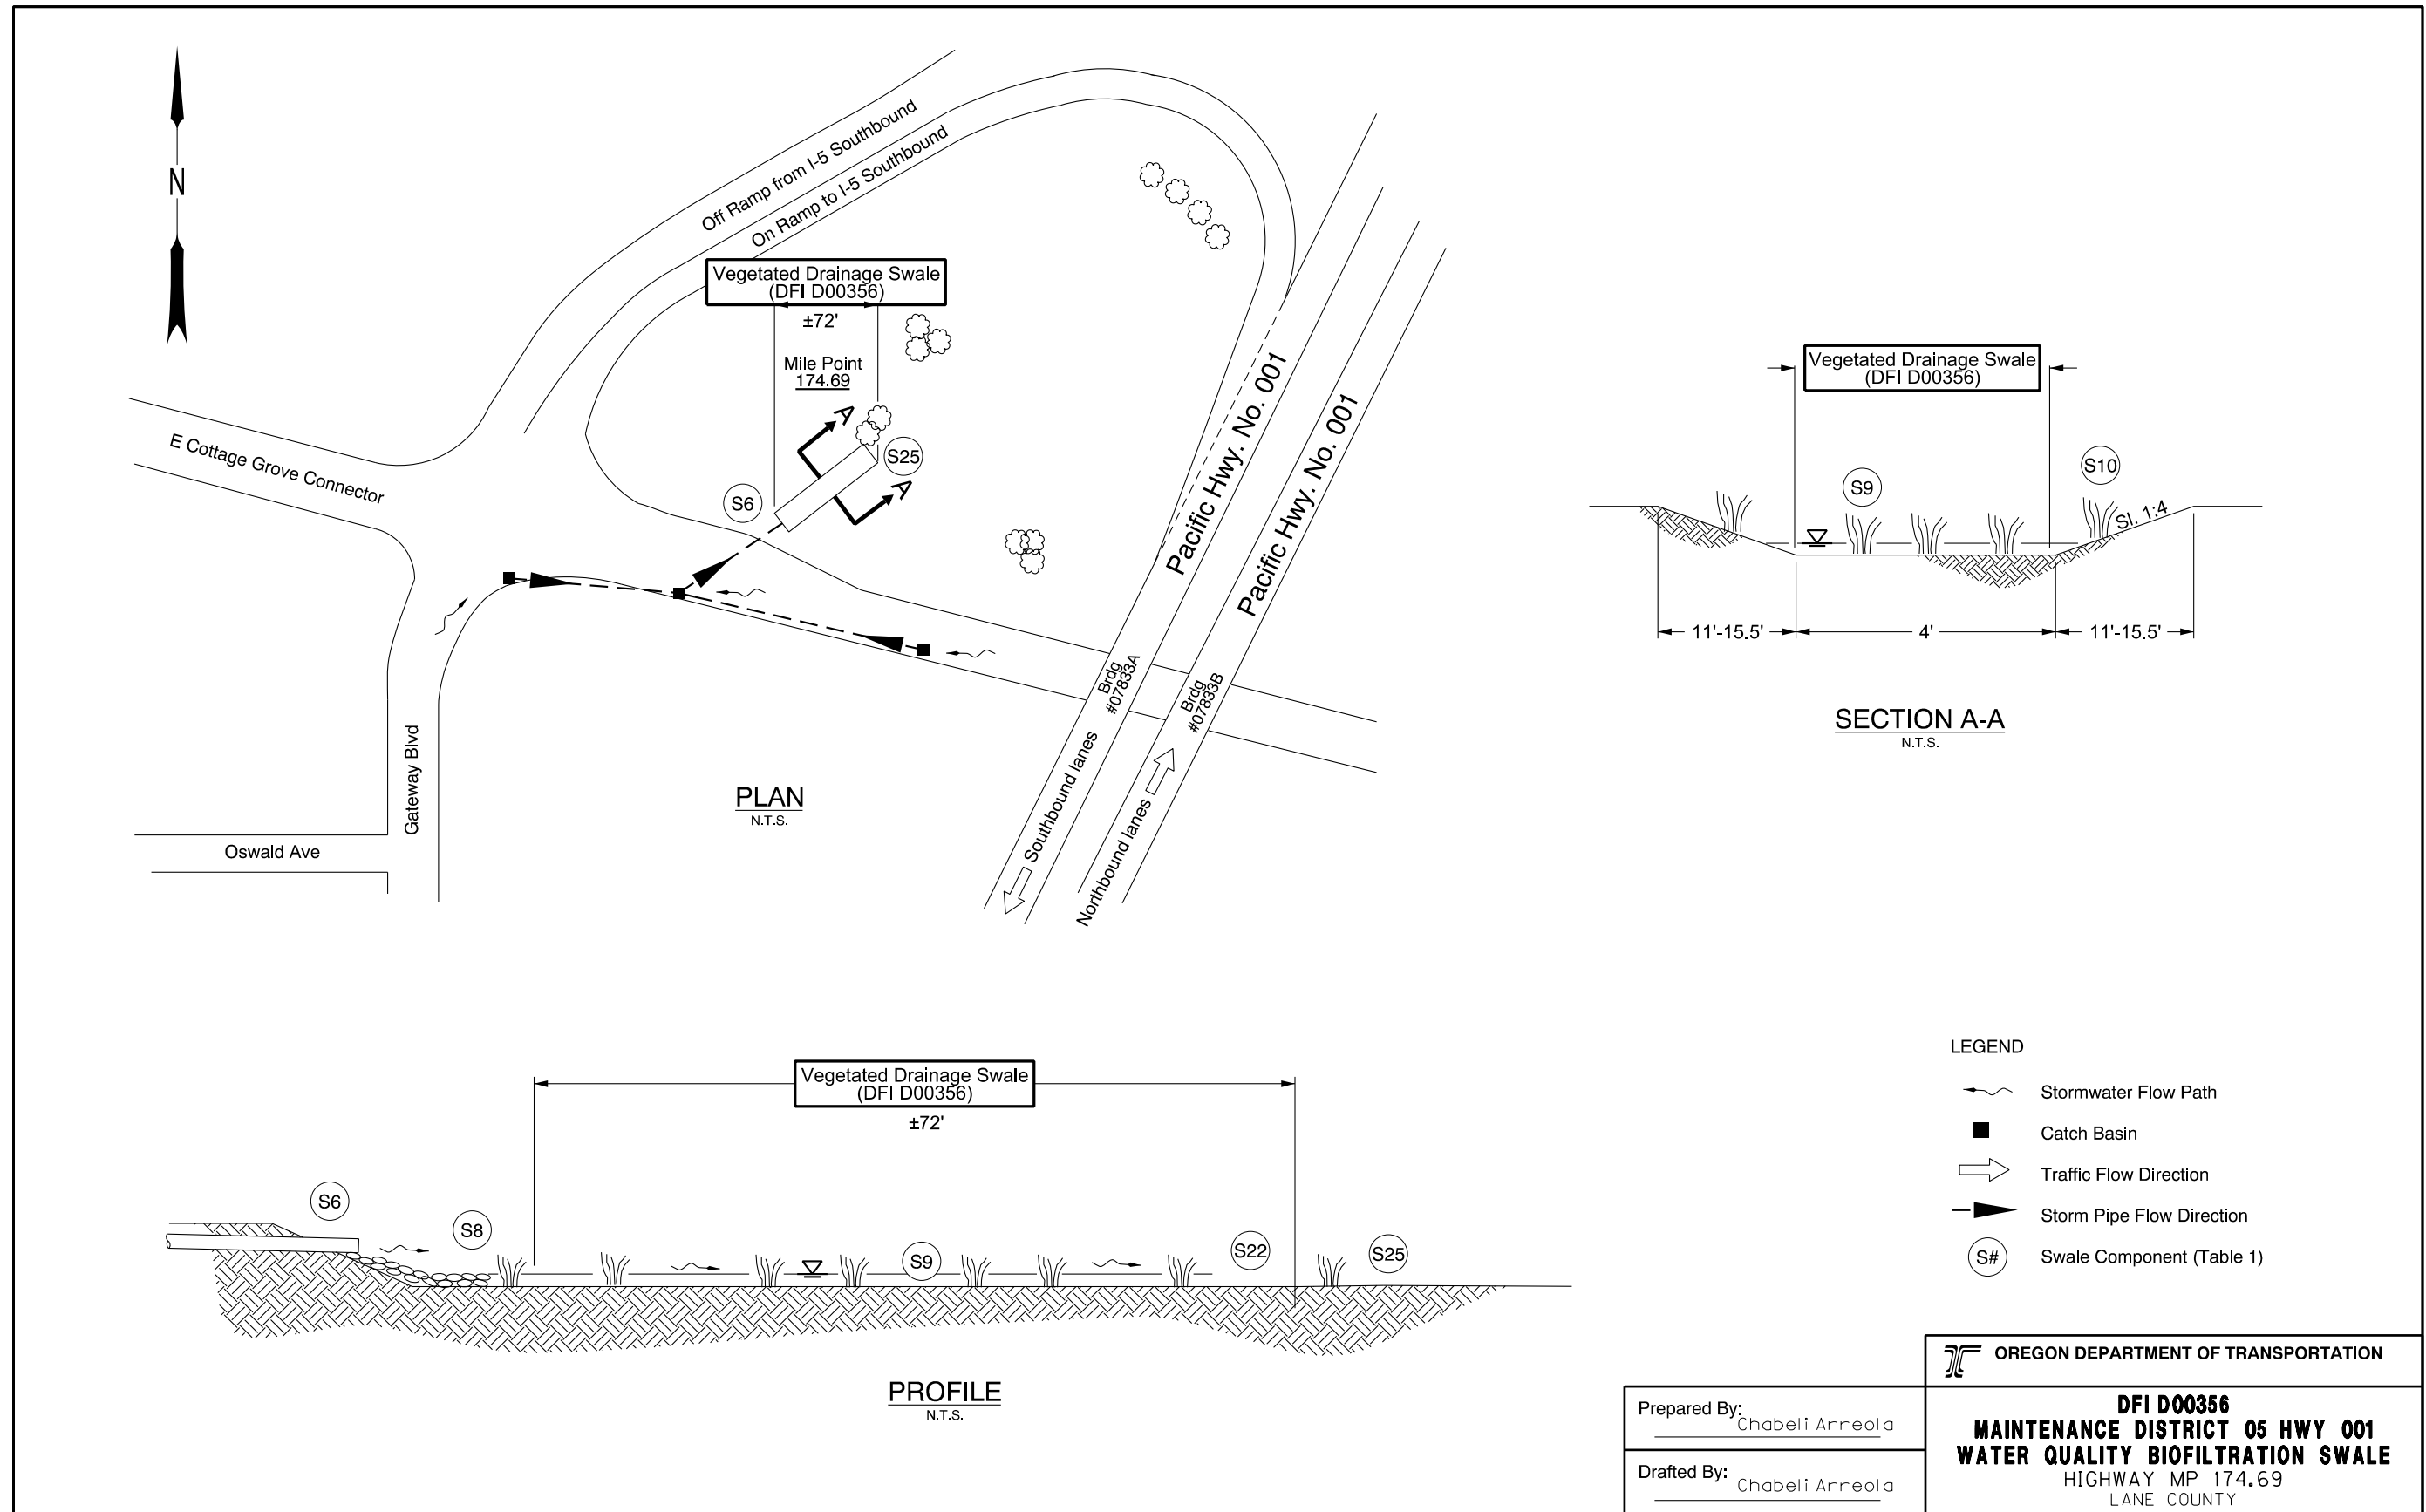 N
Off Ramp from I-5 Southbound
On Ramp to I-5 Southbound
Vegetated Drainage Swale
(DFI D00356)
±72'
Mile Point
174.69
A
A
S25
S6
E Cottage Grove Connector
Pacific Hwy. No. 001
Pacific Hwy. No. 001
Brdg
#07833A
Brdg
#07833B
Southbound lanes
Northbound lanes
Gateway Blvd
Oswald Ave
PLAN
N.T.S.
Vegetated Drainage Swale
(DFI D00356)
S9
S10
Sl. 1:4
11'-15.5'
4'
11'-15.5'
SECTION A-A
N.T.S.
Vegetated Drainage Swale
(DFI D00356)
±72'
S6
S8
S9
S22
S25
PROFILE
N.T.S.
LEGEND
Stormwater Flow Path
Catch Basin
Traffic Flow Direction
Storm Pipe Flow Direction
S# Swale Component (Table 1)
OREGON DEPARTMENT OF TRANSPORTATION
Prepared By: Chabeli Arreola
Drafted By: Chabeli Arreola
DFI D00356
MAINTENANCE DISTRICT 05 HWY 001
WATER QUALITY BIOFILTRATION SWALE
HIGHWAY MP 174.69
LANE COUNTY